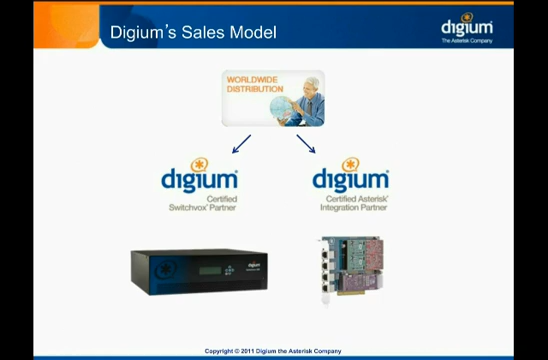 Digium's Sales Model
digium
The Asterisk Company
WORLDWIDE
DISTRIBUTION
digium
Certified
Switchvox Partner
digium
Certified Asterisk
Integration Partner
digium
Copyright © 2011 Digium the Asterisk Company